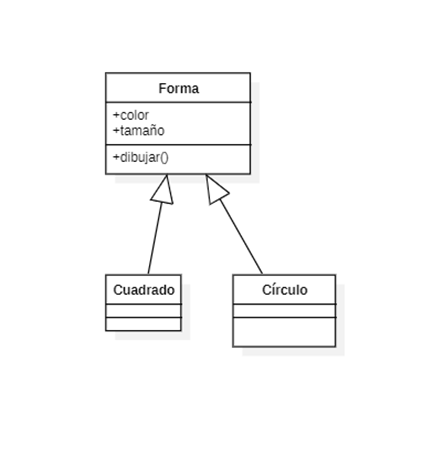 Forma
+color
+tamaño
+dibujar()
Cuadrado
Círculo